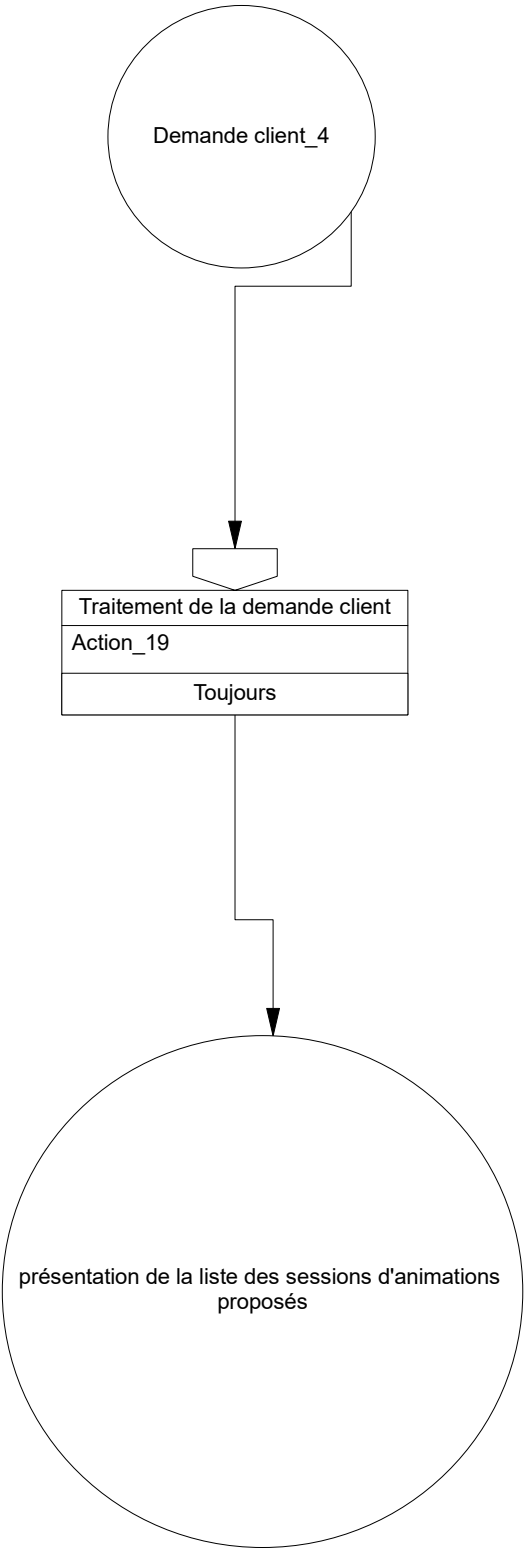 Demande client_4
Traitement de la demande client
Action_19
Toujours
présentation de la liste des sessions d'animations
proposés